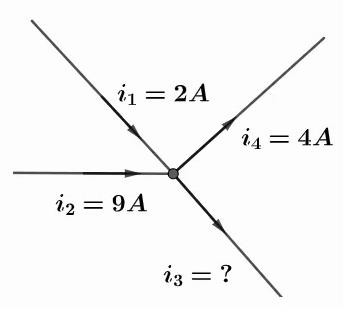 i₁ = 2A
i₄ = 4A
i₂ = 9A
i₃ = ?